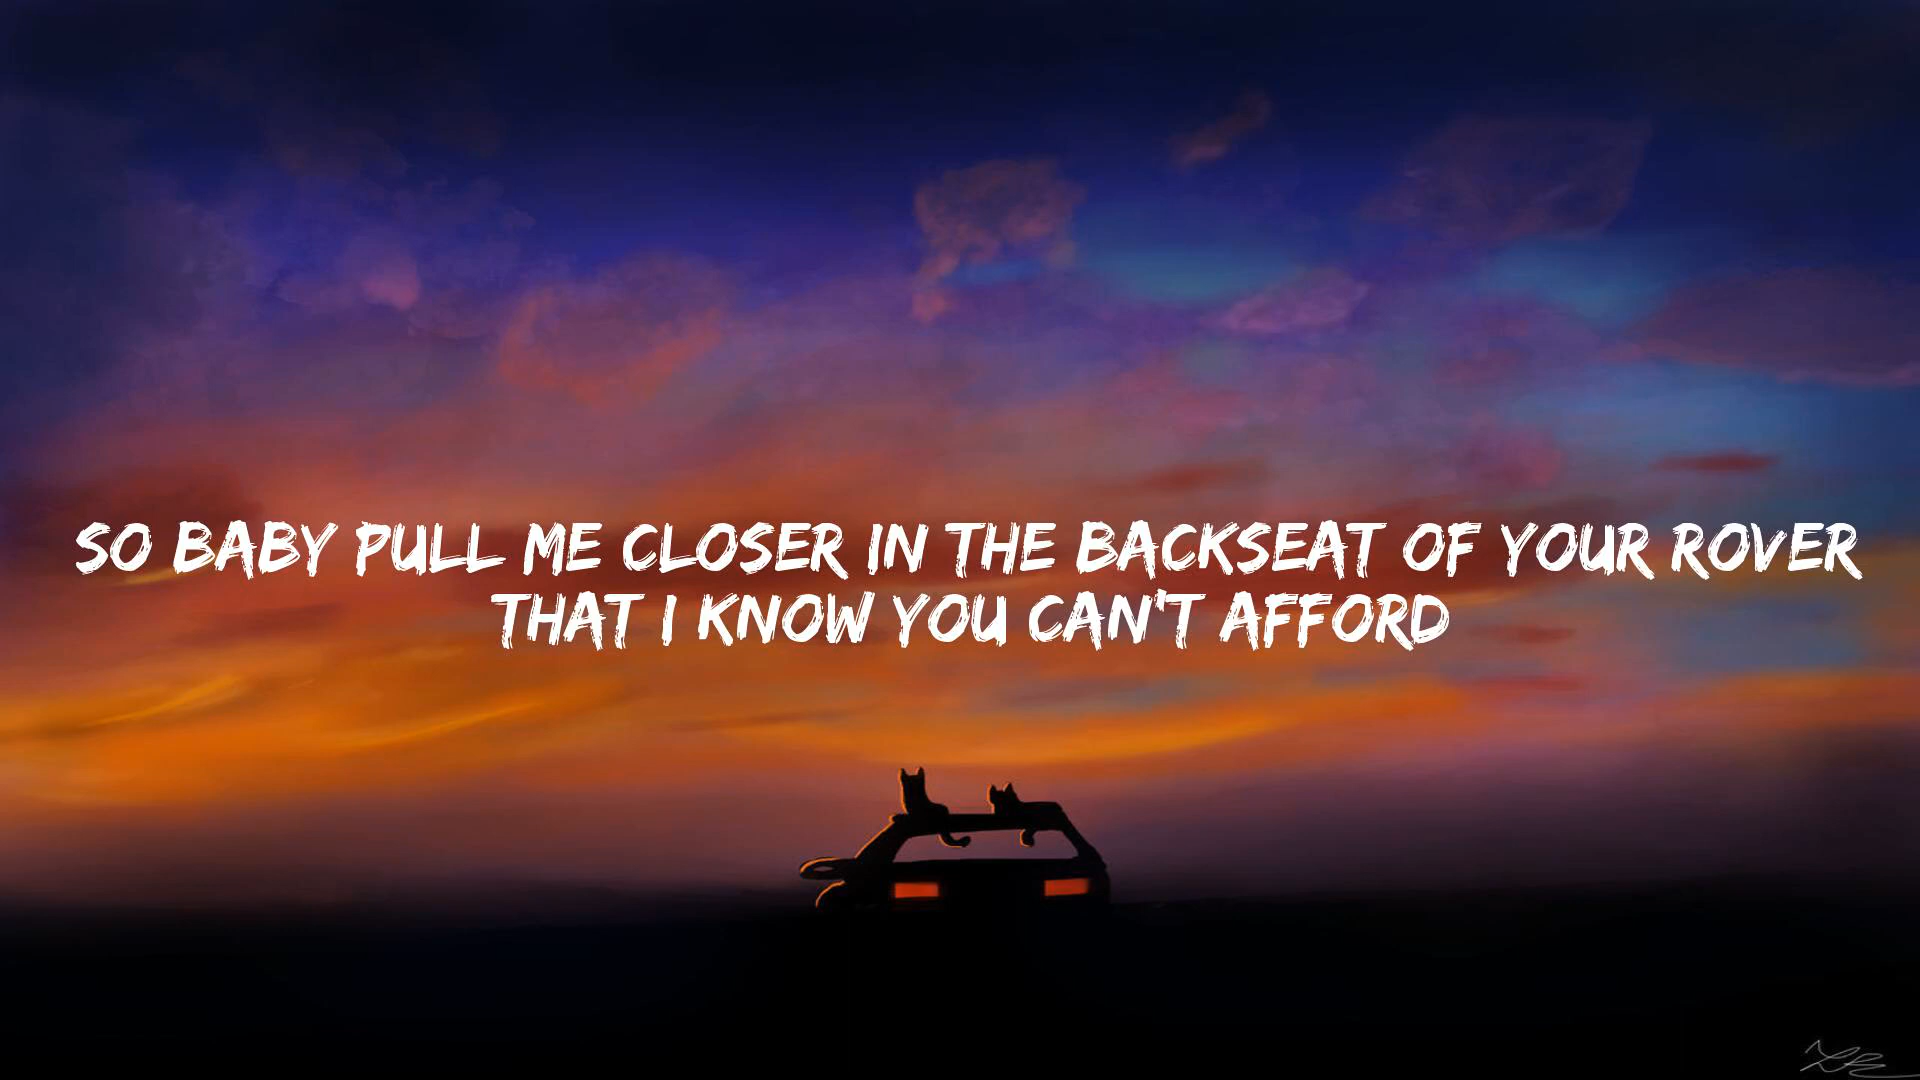 SO BABY PULL ME CLOSER IN THE BACKSEAT OF YOUR ROVER
THAT I KNOW YOU CAN'T AFFORD